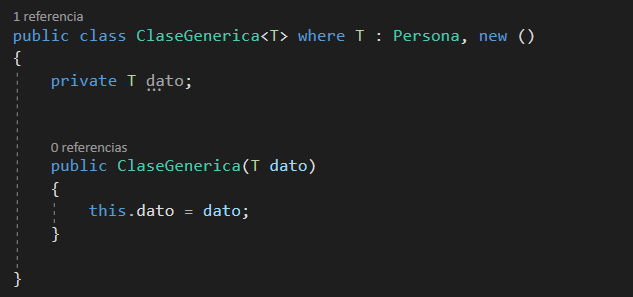 1 referencia
public class ClaseGenerica<T> where T : Persona, new ()
{
private T dato;
0 referencias
public ClaseGenerica(T dato)
{
this.dato = dato;
}
}